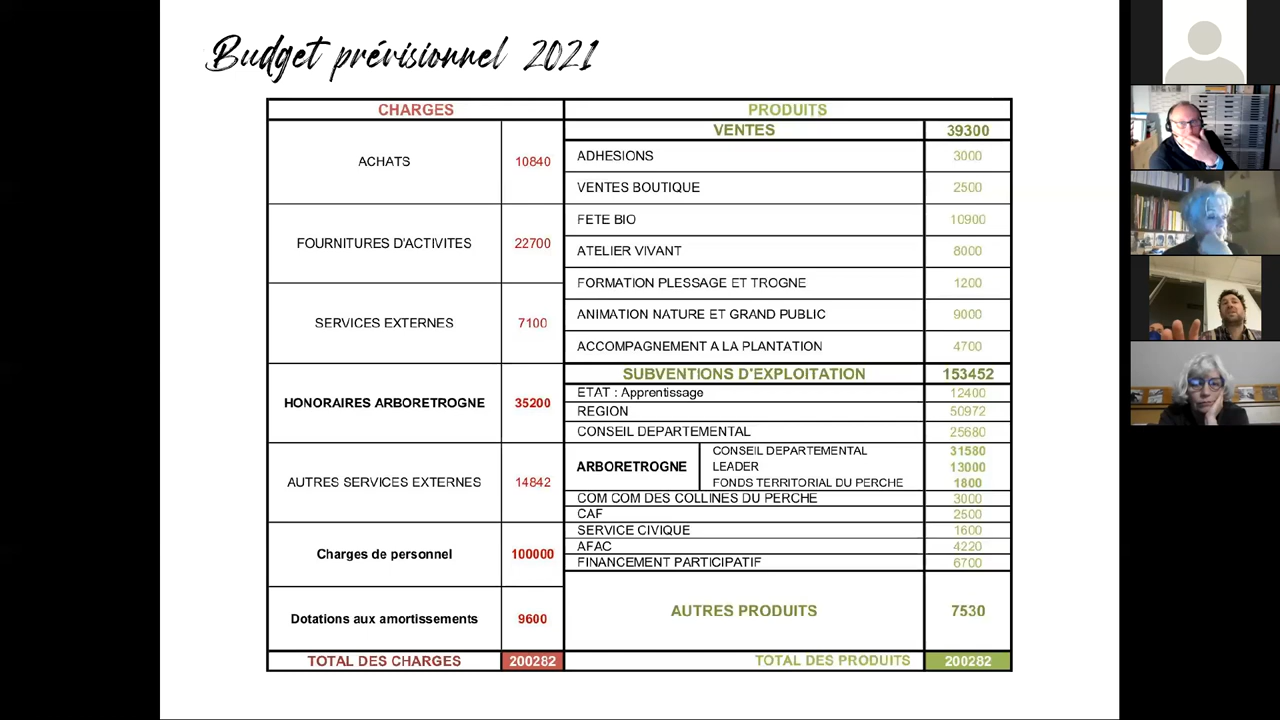 Budget prévisionnel 2021
CHARGES
PRODUITS
ACHATS 10840
FOURNITURES D'ACTIVITES 22700
SERVICES EXTERNES 7100
HONORAIRES ARBORETROGNE 35200
AUTRES SERVICES EXTERNES 14842
Charges de personnel 100000
Dotations aux amortissements 9600
TOTAL DES CHARGES 200282
VENTES 39300
ADHESIONS 3000
VENTES BOUTIQUE 2500
FETE BIO 10900
ATELIER VIVANT 8000
FORMATION PLESSAGE ET TROGNE 1200
ANIMATION NATURE ET GRAND PUBLIC 9000
ACCOMPAGNEMENT A LA PLANTATION 4700
SUBVENTIONS D'EXPLOITATION 153452
ETAT : Apprentissage 12400
REGION 50972
CONSEIL DEPARTEMENTAL 25680
ARBORETROGNE
CONSEIL DEPARTEMENTAL 31580
LEADER 13000
FONDS TERRITORIAL DU PERCHE 1800
COM COM DES COLLINES DU PERCHE 3000
CAF 2500
SERVICE CIVIQUE 1600
AFAC 4220
FINANCEMENT PARTICIPATIF 6700
AUTRES PRODUITS 7530
TOTAL DES PRODUITS 200282